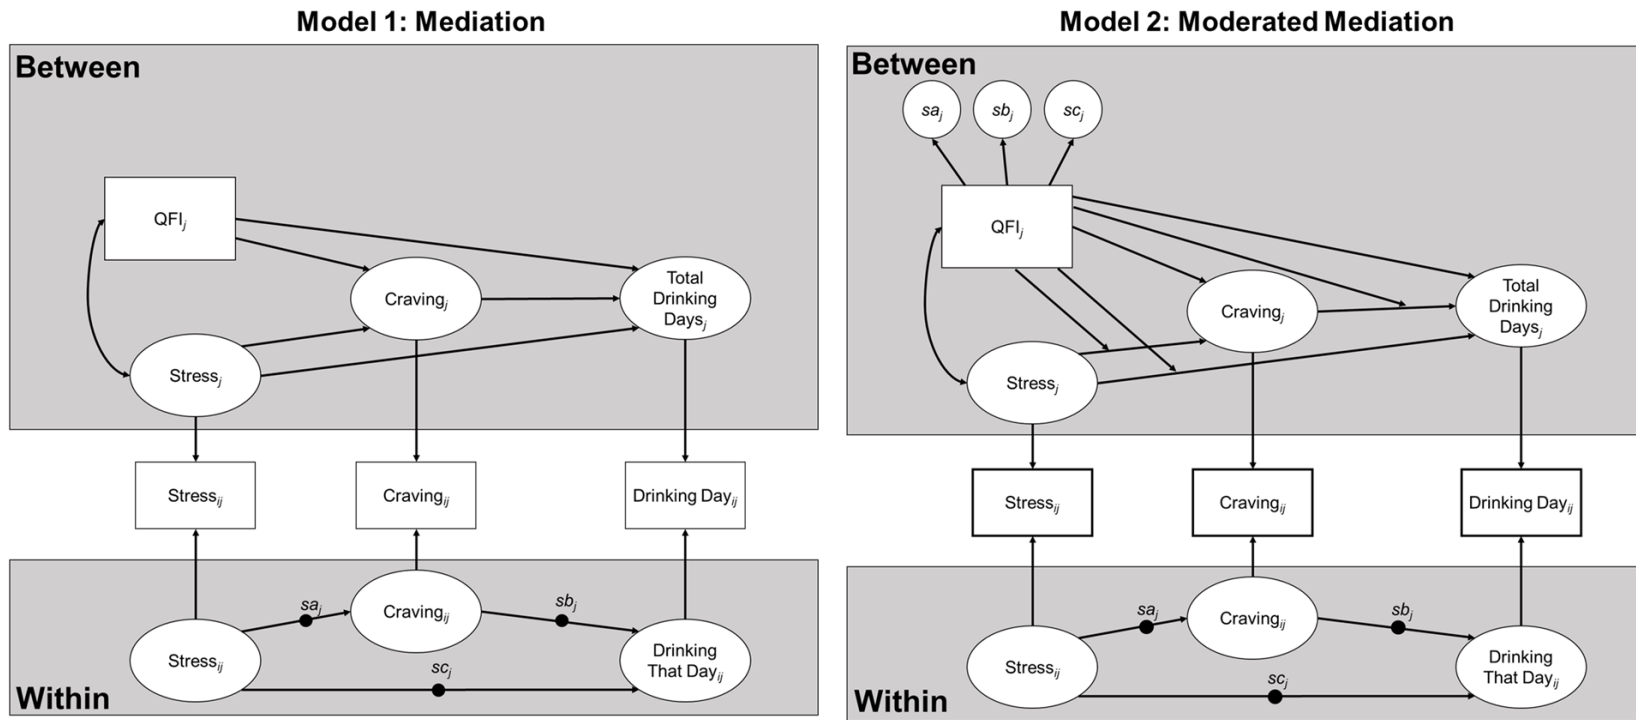 Model 1: Mediation
Between
QFIj
Cravingj
Total
Drinking
Daysj
Stressj
Stressij
Cravingij
Drinking Dayij
saj
Cravingij
sbj
Stressij
scj
Drinking
That Dayij
Within
Model 2: Moderated Mediation
Between
saj
sbj
scj
QFIj
Cravingj
Total
Drinking
Daysj
Stressj
Stressij
Cravingij
Drinking Dayij
saj
Cravingij
sbj
Stressij
scj
Drinking
That Dayij
Within